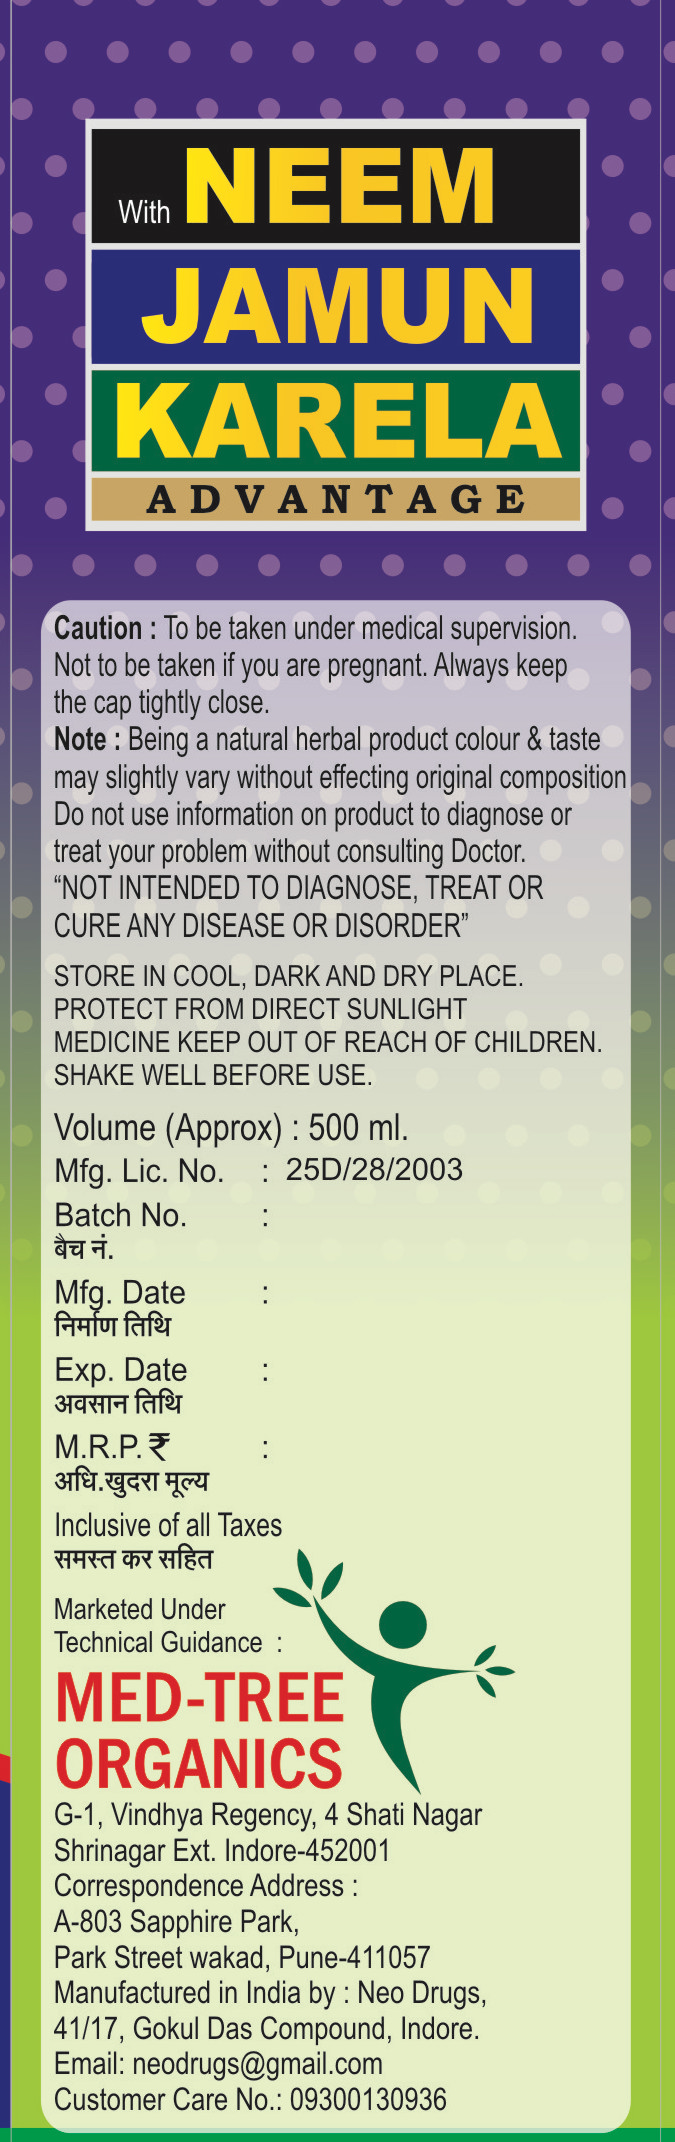 With NEEM
JAMUN
KARELA
ADVANTAGE
Caution : To be taken under medical supervision.
Not to be taken if you are pregnant. Always keep
the cap tightly close.
Note : Being a natural herbal product colour & taste
may slightly vary without effecting original composition
Do not use information on product to diagnose or
treat your problem without consulting Doctor.
“NOT INTENDED TO DIAGNOSE, TREAT OR
CURE ANY DISEASE OR DISORDER”
STORE IN COOL, DARK AND DRY PLACE.
PROTECT FROM DIRECT SUNLIGHT
MEDICINE KEEP OUT OF REACH OF CHILDREN.
SHAKE WELL BEFORE USE.
Volume (Approx) : 500 ml.
Mfg. Lic. No. : 25D/28/2003
Batch No. :
बैच नं.
Mfg. Date :
निर्माण तिथि
Exp. Date :
अवसान तिथि
M.R.P. ₹ :
अधि.खुदरा मूल्य
Inclusive of all Taxes
समस्त कर सहित
Marketed Under
Technical Guidance :
MED-TREE
ORGANICS
G-1, Vindhya Regency, 4 Shati Nagar
Shrinagar Ext. Indore-452001
Correspondence Address :
A-803 Sapphire Park,
Park Street wakad, Pune-411057
Manufactured in India by : Neo Drugs,
41/17, Gokul Das Compound, Indore.
Email: neodrugs@gmail.com
Customer Care No.: 09300130936